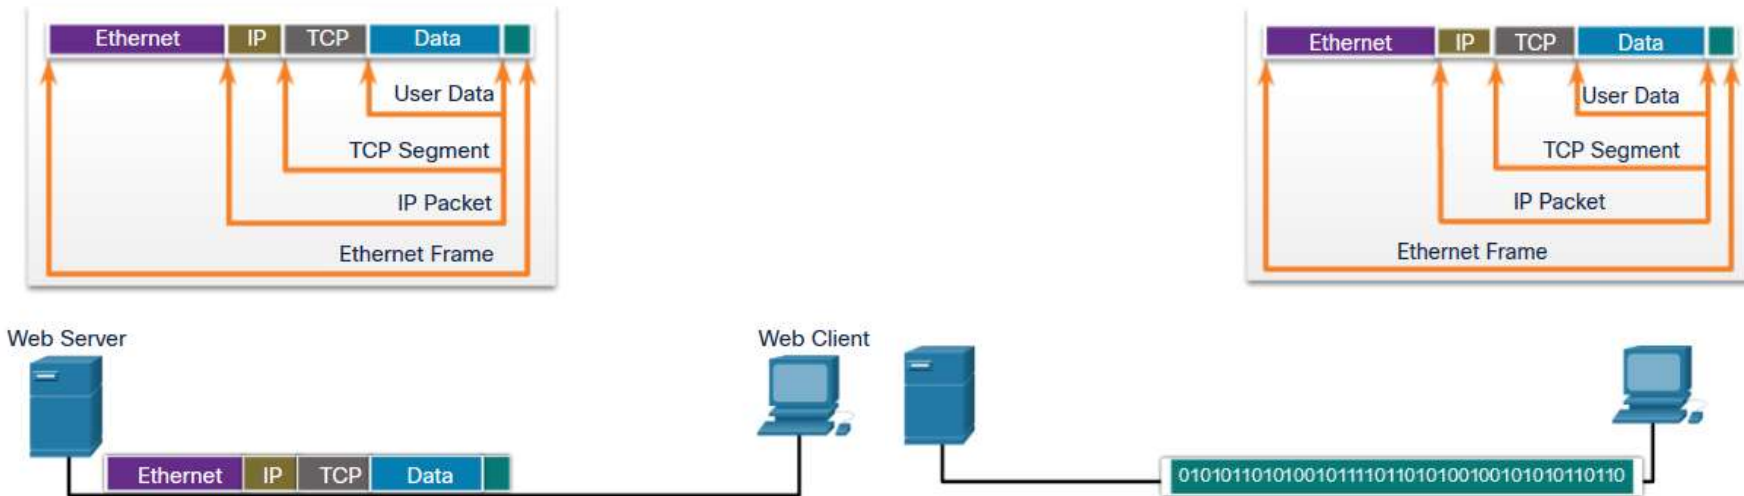 Ethernet IP TCP Data
User Data
TCP Segment
IP Packet
Ethernet Frame
Ethernet IP TCP Data
User Data
TCP Segment
IP Packet
Ethernet Frame
Web Server
Web Client
Ethernet IP TCP Data
0101011010100101111011010100100101010110110